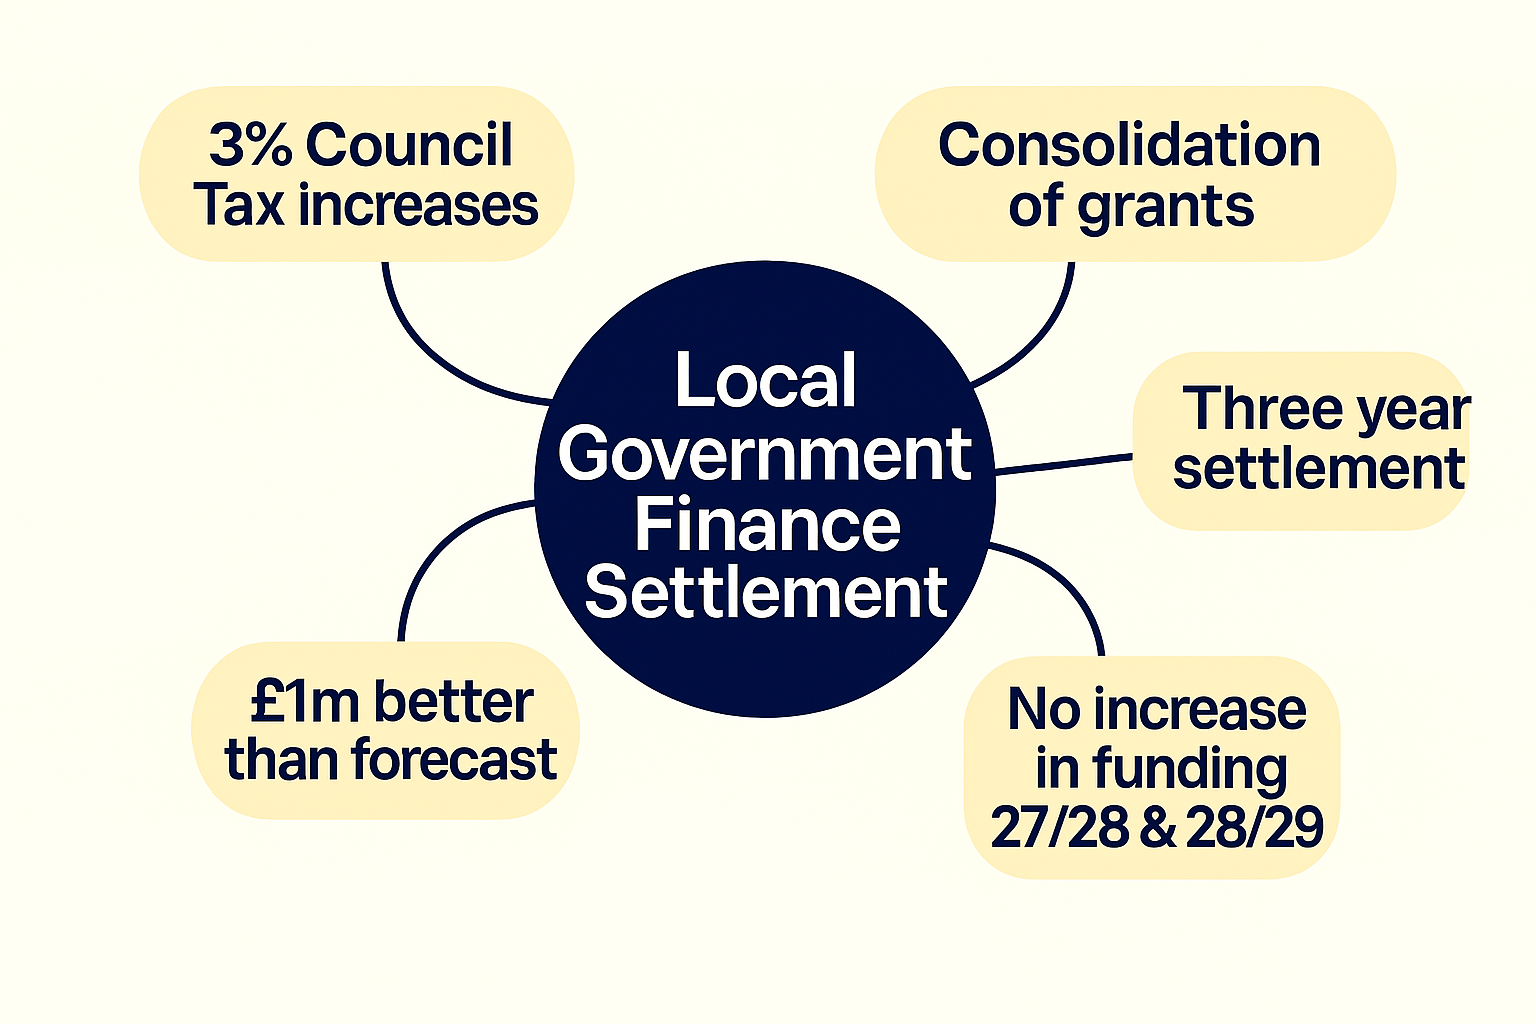 3% Council
Tax increases
Consolidation
of grants
Local
Government
Finance
Settlement
Three year
settlement
£1m better
than forecast
No increase
in funding
27/28 & 28/29